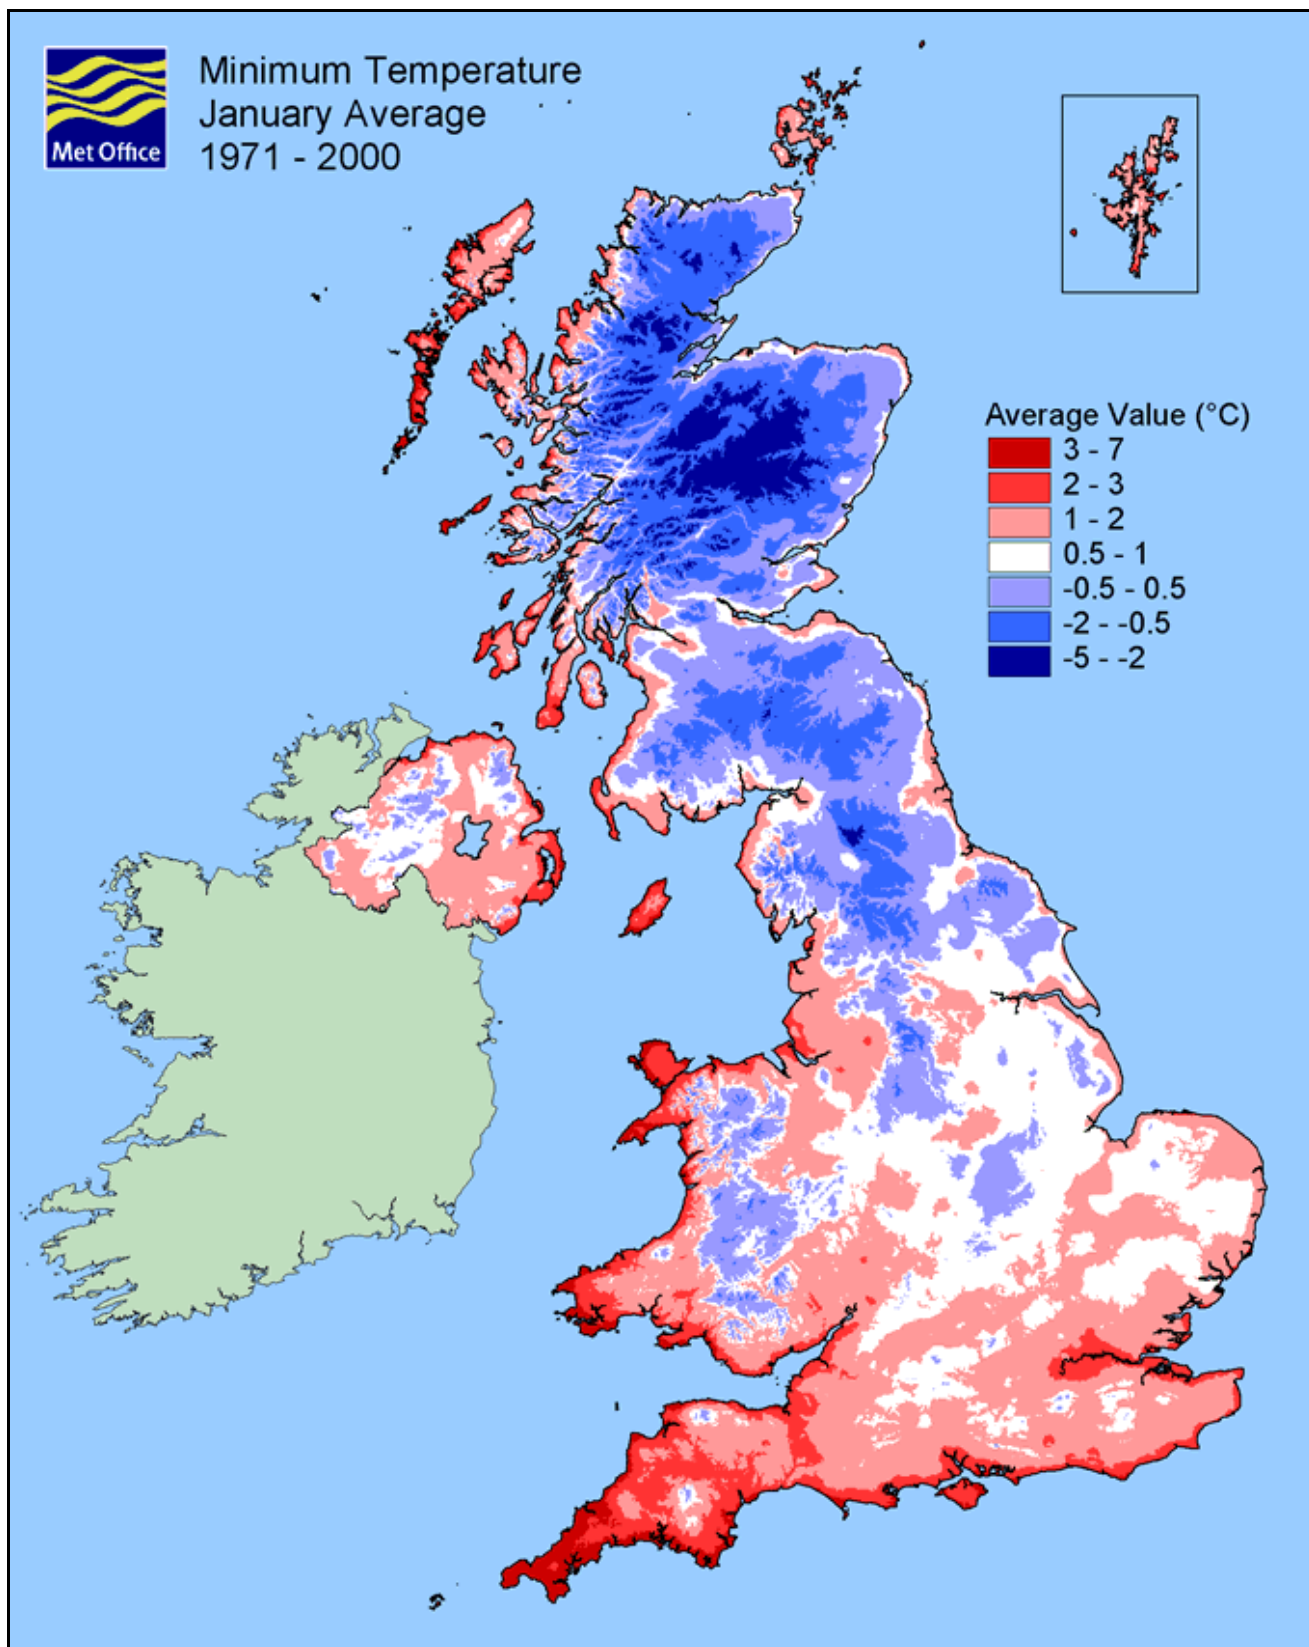 Minimum Temperature
January Average
1971 - 2000
Met Office
Average Value (°C)
3 - 7
2 - 3
1 - 2
0.5 - 1
-0.5 - 0.5
-2 - -0.5
-5 - -2